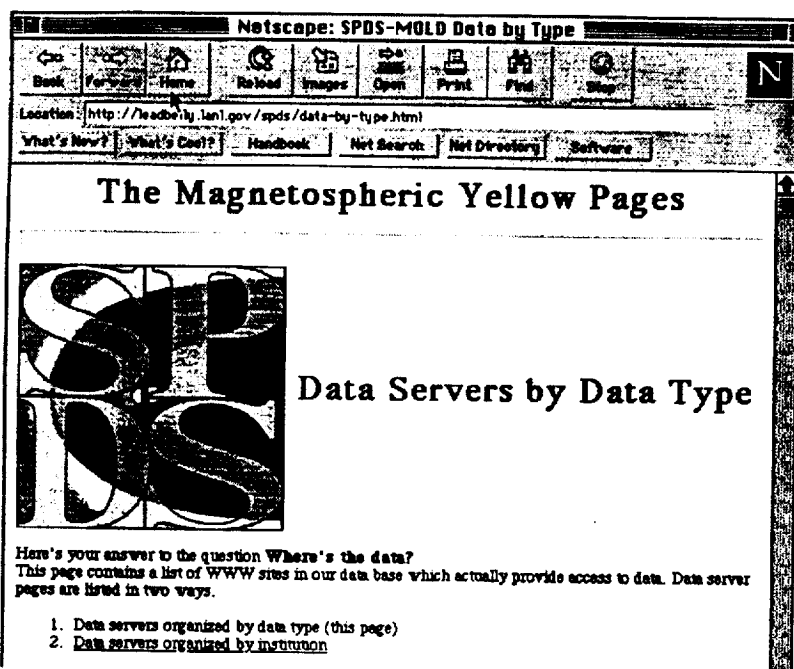 Netscape: SPDS-MOLD Data by Type
Back Forward Home Reload Images Open Print Find Stop
N
Location: http://leadbelly.lanl.gov/spds/data-by-type.html
What's New? What's Cool? Handbook Net Search Net Directory Software
The Magnetospheric Yellow Pages
SPDS
Data Servers by Data Type
Here's your answer to the question Where's the data?
This page contains a list of WWW sites in our data base which actually provide access to data. Data server
pages are listed in two ways.
1. Data servers organized by data type (this page)
2. Data servers organized by institution